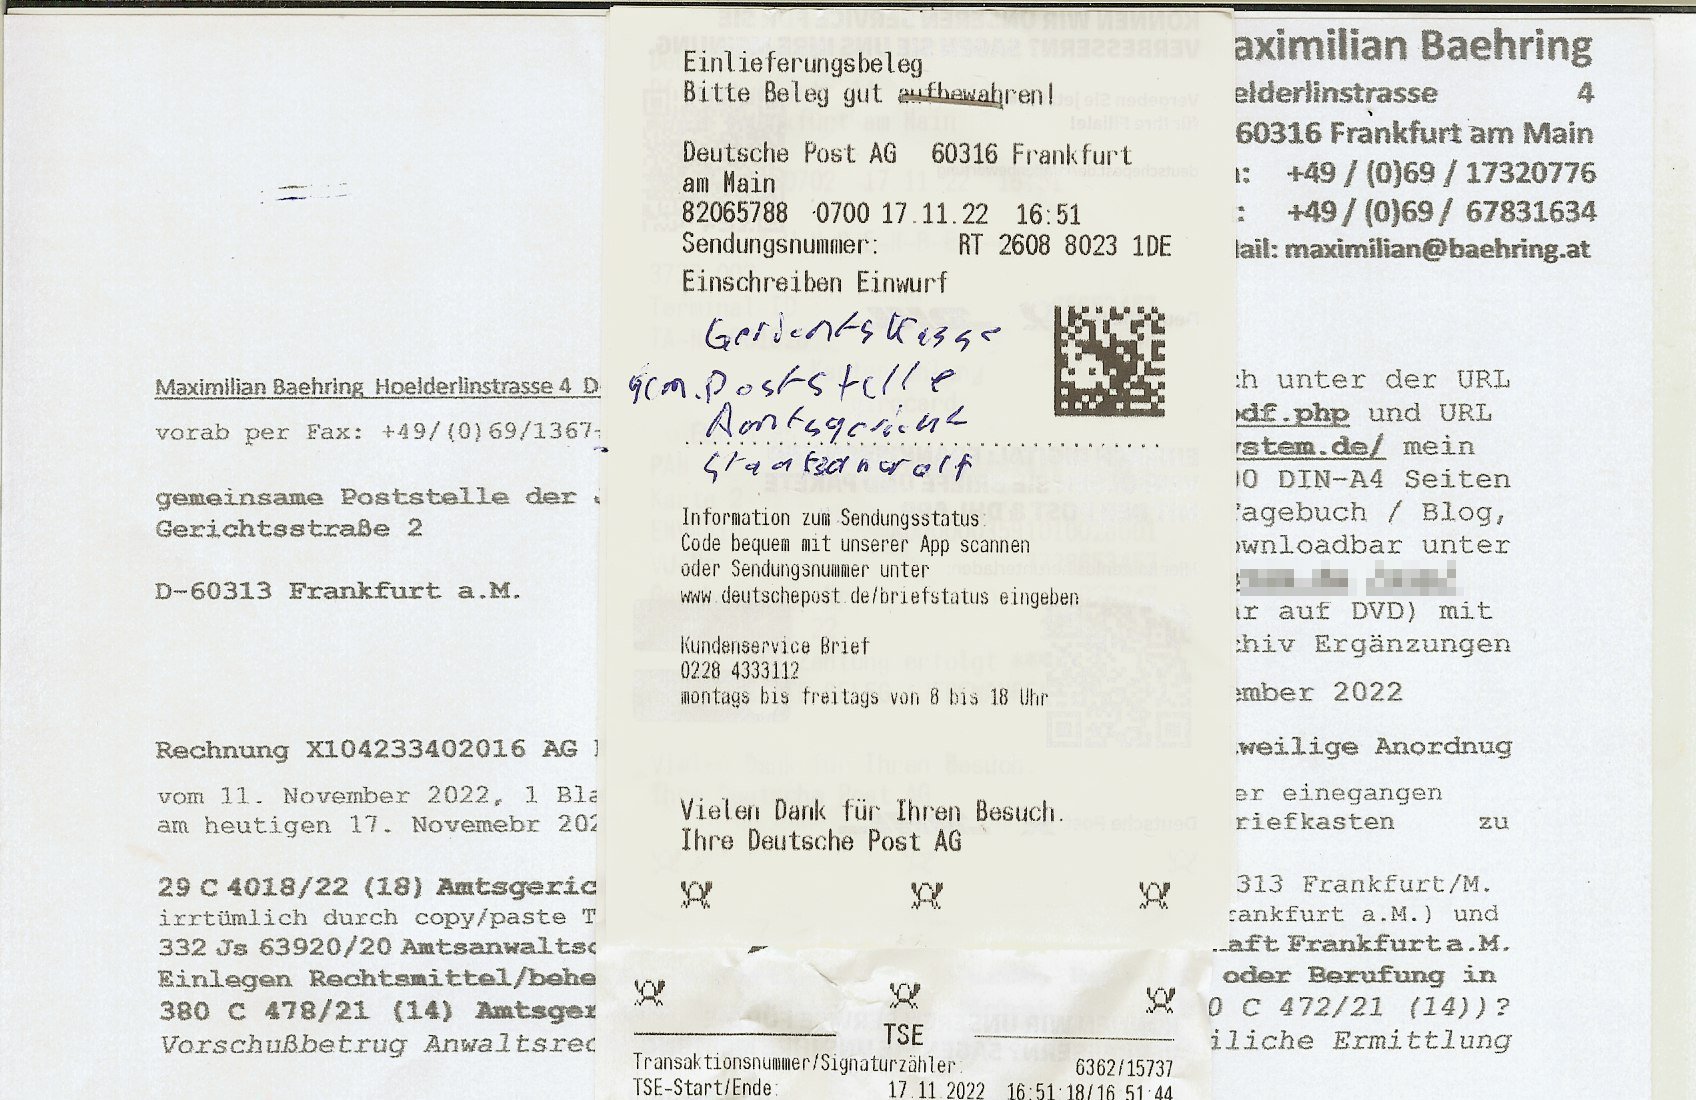 aximilian Baehring
elderlinstrasse 4
60316 Frankfurt am Main
: +49 / (0)69 / 17320776
: +49 / (0)69 / 67831634
ail: maximilian@baehring.at
Maximilian Baehring Hoelderlinstrasse 4 D-
vorab per Fax: +49/(0)69/1367-
gemeinsame Poststelle der J
Gerichtsstraße 2
D-60313 Frankfurt a.M.
Rechnung X104233402016 AG
vom 11. November 2022, 1 Bla
am heutigen 17. Novemebr 202
29 C 4018/22 (18) Amtsgeric
irrtümlich durch copy/paste T
332 Js 63920/20 Amtsanwaltsc
Einlegen Rechtsmittel/behe
380 C 478/21 (14) Amtsger
Vorschußbetrug Anwaltsrec
Einlieferungsbeleg
Bitte Beleg gut aufbewahren!
Deutsche Post AG 60316 Frankfurt
am Main
82065788 0700 17.11.22 16:51
Sendungsnummer: RT 2608 8023 1DE
Einschreiben Einwurf
Gerichtskasse
gem. Poststelle
Amtsgericht
Staatsanwalt
Information zum Sendungsstatus:
Code bequem mit unserer App scannen
oder Sendungsnummer unter
www.deutschepost.de/briefstatus eingeben
Kundenservice Brief
0228 4333112
montags bis freitags von 8 bis 18 Uhr
Vielen Dank für Ihren Besuch.
Ihre Deutsche Post AG
TSE
Transaktionsnummer/Signaturzähler: 6362/15737
TSE-Start/Ende: 17.11.2022 16:51:18/16:51:44
h unter der URL
df.php und URL
ystem.de/ mein
00 DIN-A4 Seiten
Tagebuch / Blog,
ownloadbar unter
ar auf DVD) mit
chiv Ergänzungen
ember 2022
weilige Anordnug
er einegangen
riefkasten zu
313 Frankfurt/M.
rankfurt a.M.) und
aft Frankfurt a.M.
oder Berufung in
0 C 472/21 (14))?
iliche Ermittlung